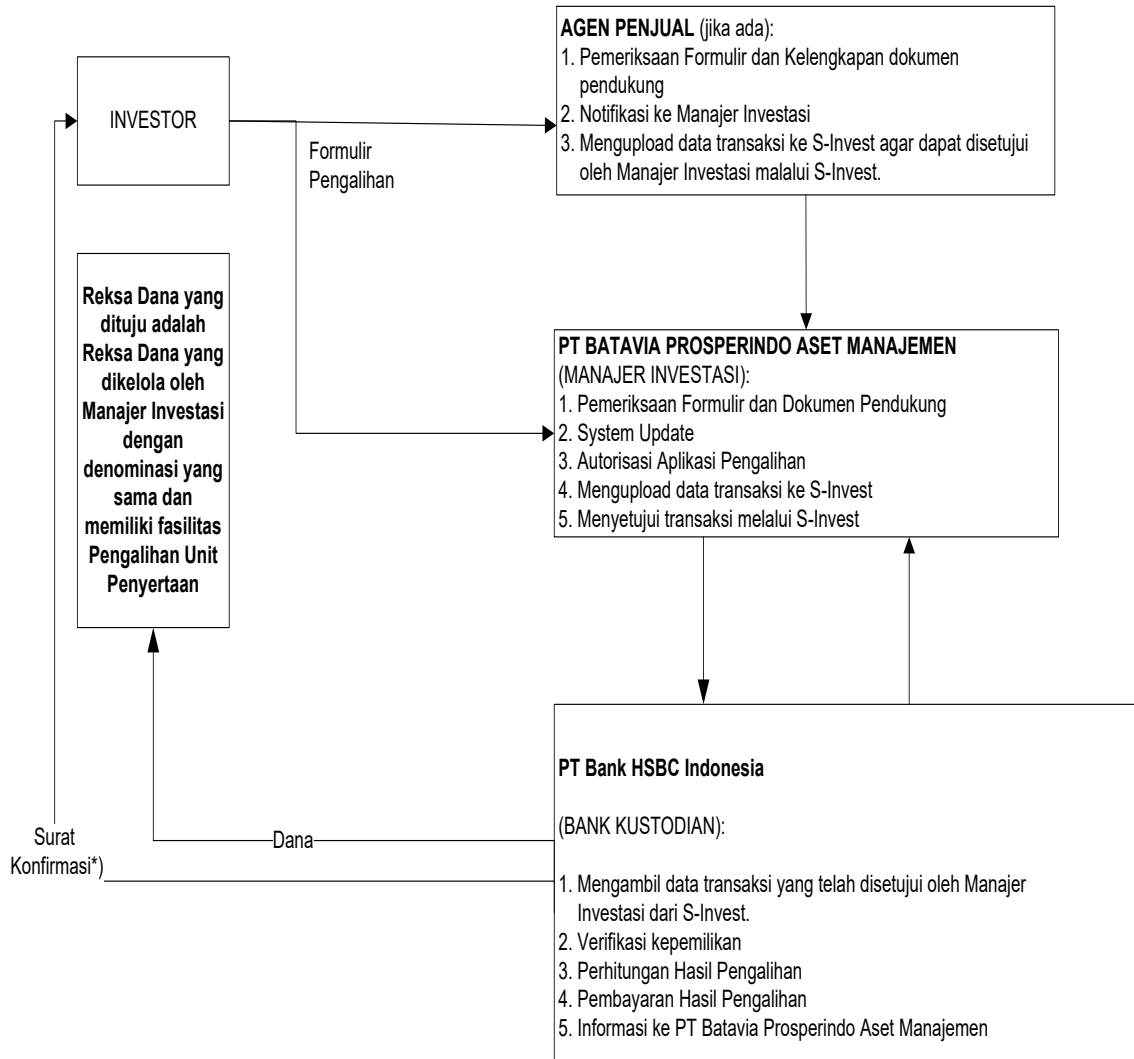 AGEN PENJUAL (jika ada):
1. Pemeriksaan Formulir dan Kelengkapan dokumen
pendukung
2. Notifikasi ke Manajer Investasi
3. Mengupload data transaksi ke S-Invest agar dapat disetujui
oleh Manajer Investasi malalui S-Invest.
INVESTOR
Formulir
Pengalihan
Reksa Dana yang
dituju adalah
Reksa Dana yang
dikelola oleh
Manajer Investasi
dengan
denominasi yang
sama dan
memiliki fasilitas
Pengalihan Unit
Penyertaan
PT BATAVIA PROSPERINDO ASET MANAJEMEN
(MANAJER INVESTASI):
1. Pemeriksaan Formulir dan Dokumen Pendukung
2. System Update
3. Autorisasi Aplikasi Pengalihan
4. Mengupload data transaksi ke S-Invest
5. Menyetujui transaksi melalui S-Invest
Surat
Konfirmasi*)
Dana
PT Bank HSBC Indonesia
(BANK KUSTODIAN):
1. Mengambil data transaksi yang telah disetujui oleh Manajer
Investasi dari S-Invest.
2. Verifikasi kepemilikan
3. Perhitungan Hasil Pengalihan
4. Pembayaran Hasil Pengalihan
5. Informasi ke PT Batavia Prosperindo Aset Manajemen